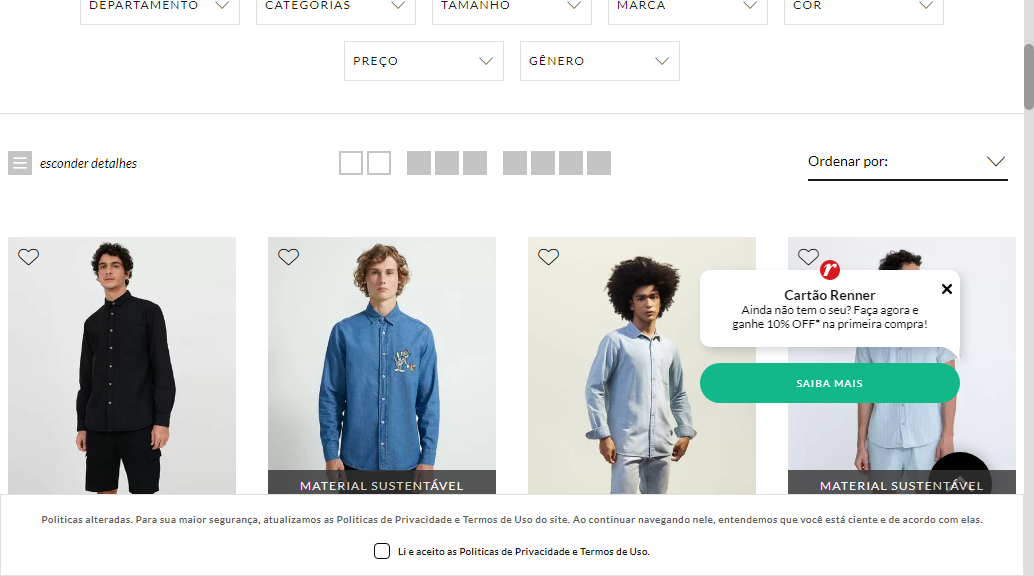 DEPARTAMENTO
CATEGORIAS
TAMANHO
MARCA
COR
PREÇO
GÊNERO
esconder detalhes
Ordenar por:
r
Cartão Renner
Ainda não tem o seu? Faça agora e
ganhe 10% OFF* na primeira compra!
SAIBA MAIS
MATERIAL SUSTENTÁVEL
MATERIAL SUSTENTÁVEL
Políticas alteradas. Para sua maior segurança, atualizamos as Políticas de Privacidade e Termos de Uso do site. Ao continuar navegando nele, entendemos que você está ciente e de acordo com elas.
Li e aceito as Políticas de Privacidade e Termos de Uso.